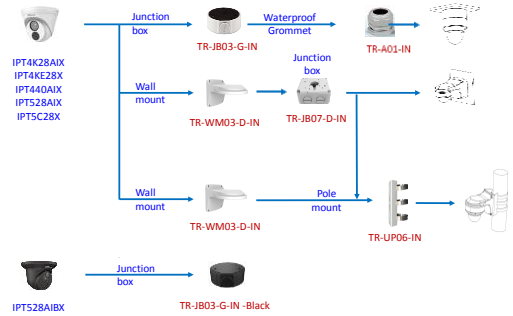 Junction
box
Waterproof
Grommet
TR-JB03-G-IN
TR-A01-IN
IPT4K28AIX
IPT4KE28X
IPT440AIX
IPT528AIX
IPT5C28X
Wall
mount
Junction
box
TR-WM03-D-IN
TR-JB07-D-IN
Wall
mount
Pole
mount
TR-WM03-D-IN
TR-UP06-IN
Junction
box
IPT528AIBX
TR-JB03-G-IN -Black